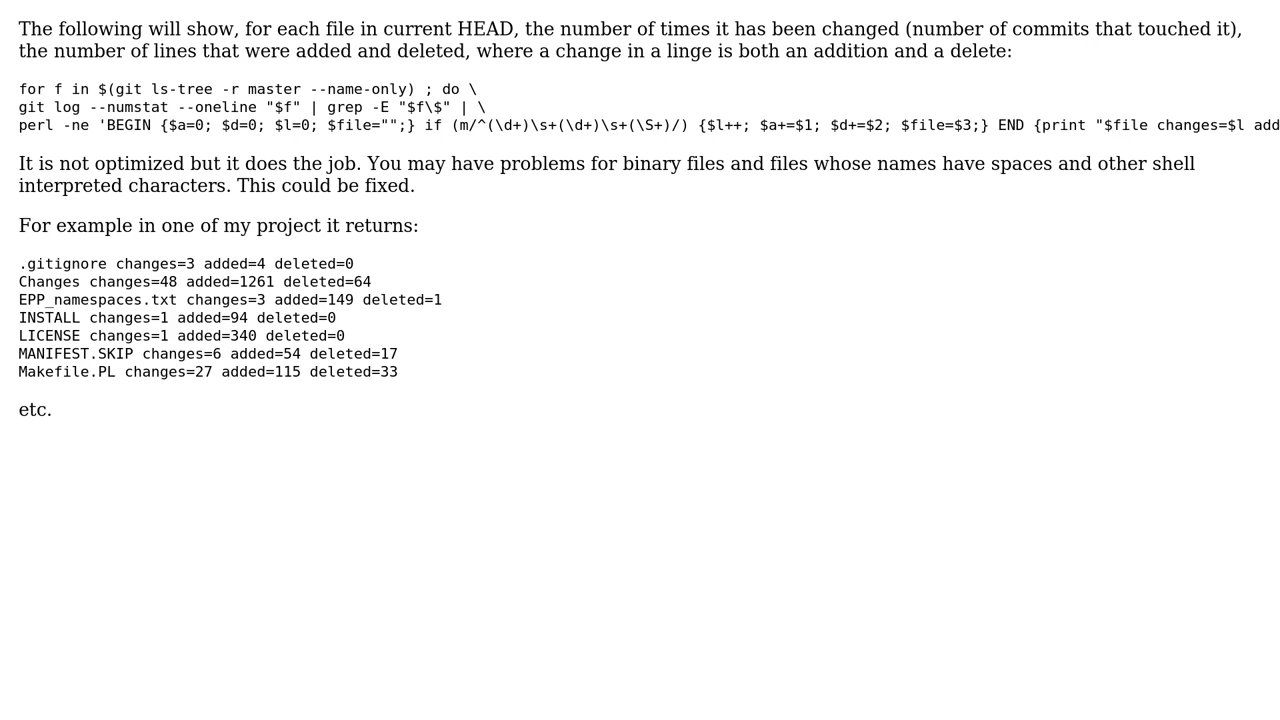 The following will show, for each file in current HEAD, the number of times it has been changed (number of commits that touched it),
the number of lines that were added and deleted, where a change in a linge is both an addition and a delete:
for f in $(git ls-tree -r master --name-only) ; do \
git log --numstat --oneline "$f" | grep -E "$f\$" | \
perl -ne 'BEGIN {$a=0; $d=0; $l=0; $file="";} if (m/^(\d+)\s+(\d+)\s+(\S+)/) {$l++; $a+=$1; $d+=$2; $file=$3;} END {print "$file changes=$l add
It is not optimized but it does the job. You may have problems for binary files and files whose names have spaces and other shell
interpreted characters. This could be fixed.
For example in one of my project it returns:
.gitignore changes=3 added=4 deleted=0
Changes changes=48 added=1261 deleted=64
EPP_namespaces.txt changes=3 added=149 deleted=1
INSTALL changes=1 added=94 deleted=0
LICENSE changes=1 added=340 deleted=0
MANIFEST.SKIP changes=6 added=54 deleted=17
Makefile.PL changes=27 added=115 deleted=33
etc.